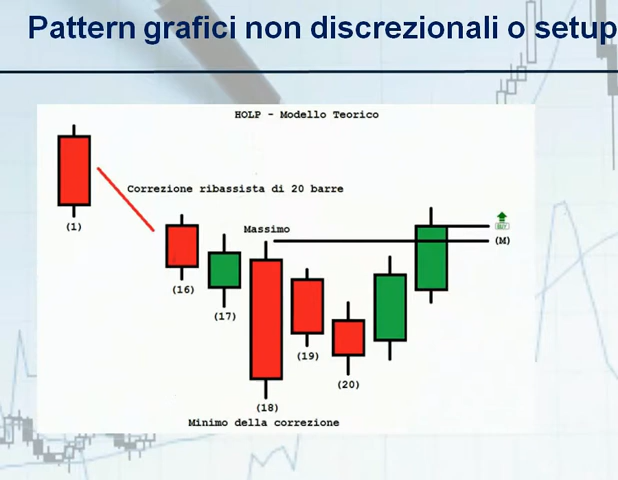 Pattern grafici non discrezionali o setup
HOLP - Modello Teorico
Correzione ribassista di 20 barre
(1)
Massimo
BUY
(M)
(16)
(17)
(19)
(20)
(18)
Minimo della correzione